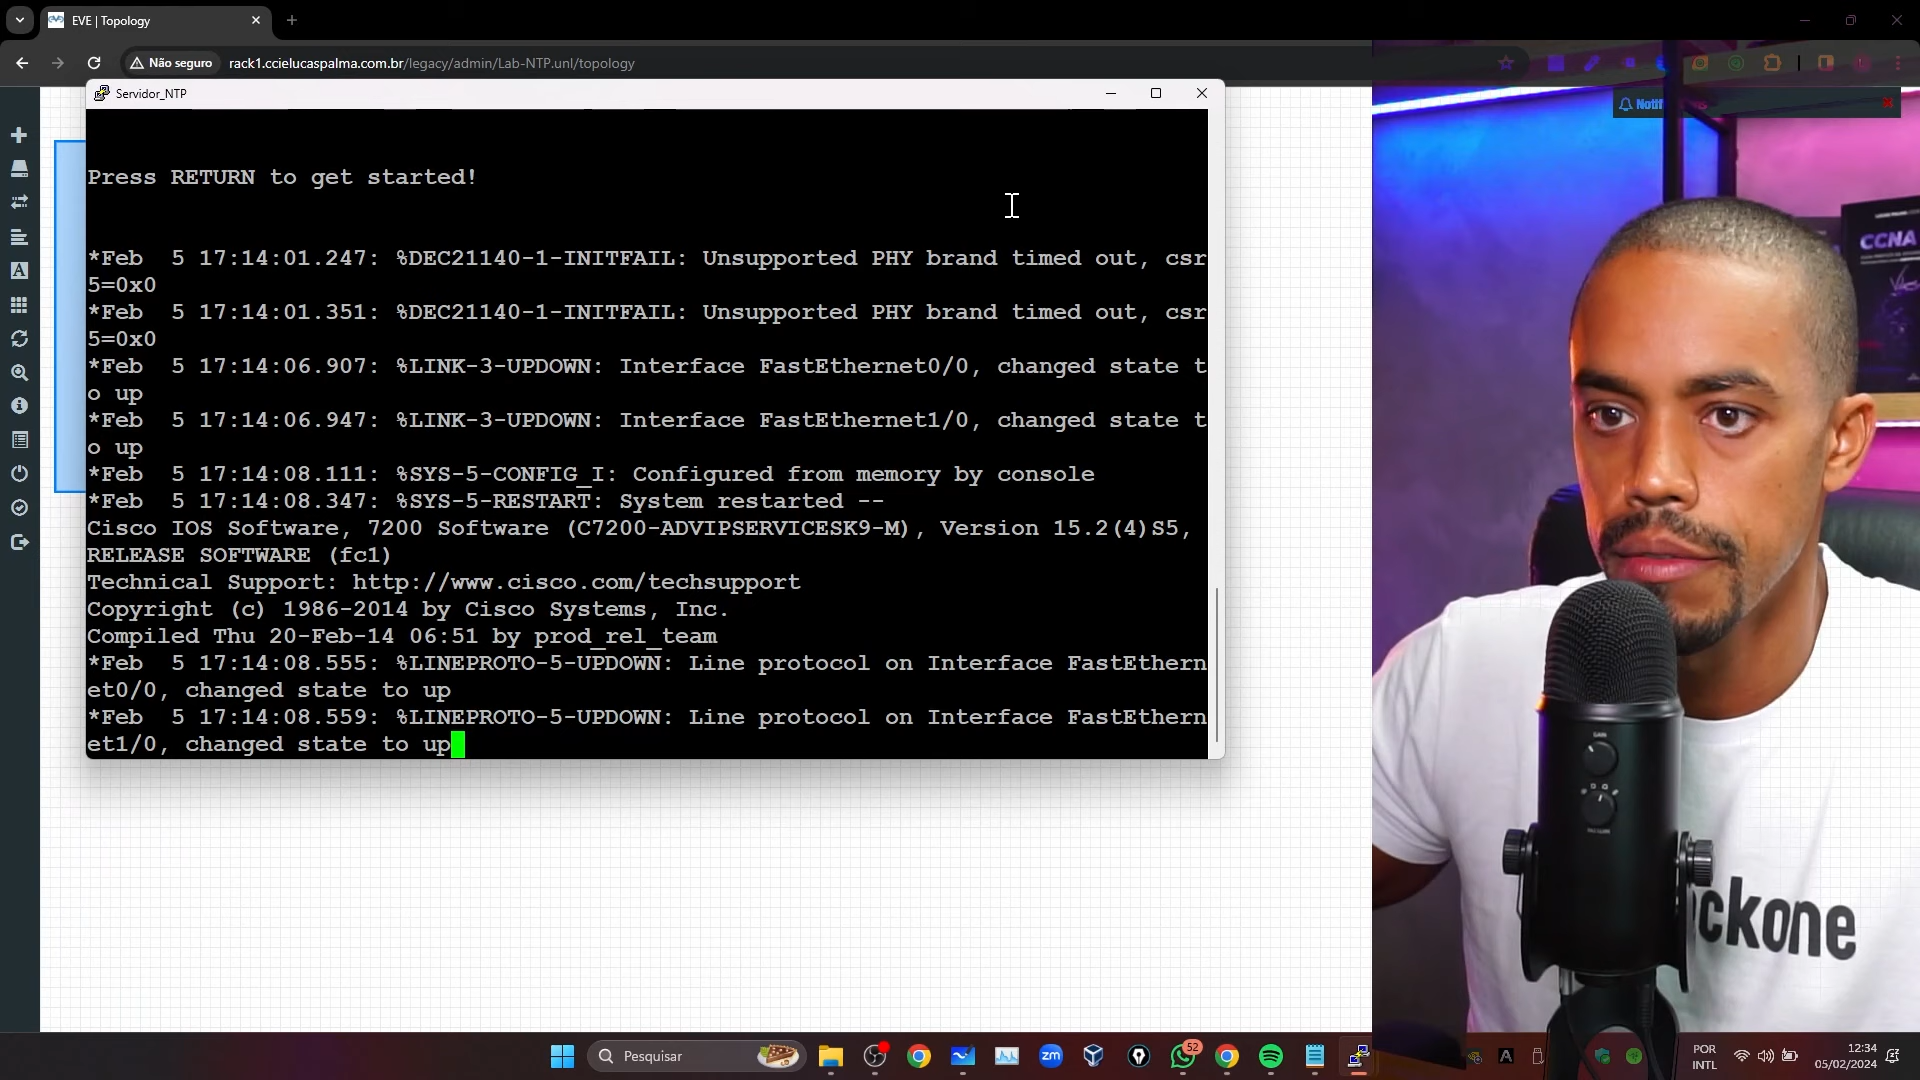 EVE | Topology
Não seguro
rack1.ccielucaspalma.com.br/legacy/admin/Lab-NTP.unl/topology
Servidor_NTP
Notif
Press RETURN to get started!
*Feb  5 17:14:01.247: %DEC21140-1-INITFAIL: Unsupported PHY brand timed out, csr
5=0x0
*Feb  5 17:14:01.351: %DEC21140-1-INITFAIL: Unsupported PHY brand timed out, csr
5=0x0
*Feb  5 17:14:06.907: %LINK-3-UPDOWN: Interface FastEthernet0/0, changed state t
o up
*Feb  5 17:14:06.947: %LINK-3-UPDOWN: Interface FastEthernet1/0, changed state t
o up
*Feb  5 17:14:08.111: %SYS-5-CONFIG_I: Configured from memory by console
*Feb  5 17:14:08.347: %SYS-5-RESTART: System restarted --
Cisco IOS Software, 7200 Software (C7200-ADVIPSERVICESK9-M), Version 15.2(4)S5,
RELEASE SOFTWARE (fc1)
Technical Support: http://www.cisco.com/techsupport
Copyright (c) 1986-2014 by Cisco Systems, Inc.
Compiled Thu 20-Feb-14 06:51 by prod_rel_team
*Feb  5 17:14:08.555: %LINEPROTO-5-UPDOWN: Line protocol on Interface FastEthern
et0/0, changed state to up
*Feb  5 17:14:08.559: %LINEPROTO-5-UPDOWN: Line protocol on Interface FastEthern
et1/0, changed state to up
CCNA
GAIN
ckone
Pesquisar
zm
52
POR
INTL
12:34
05/02/2024